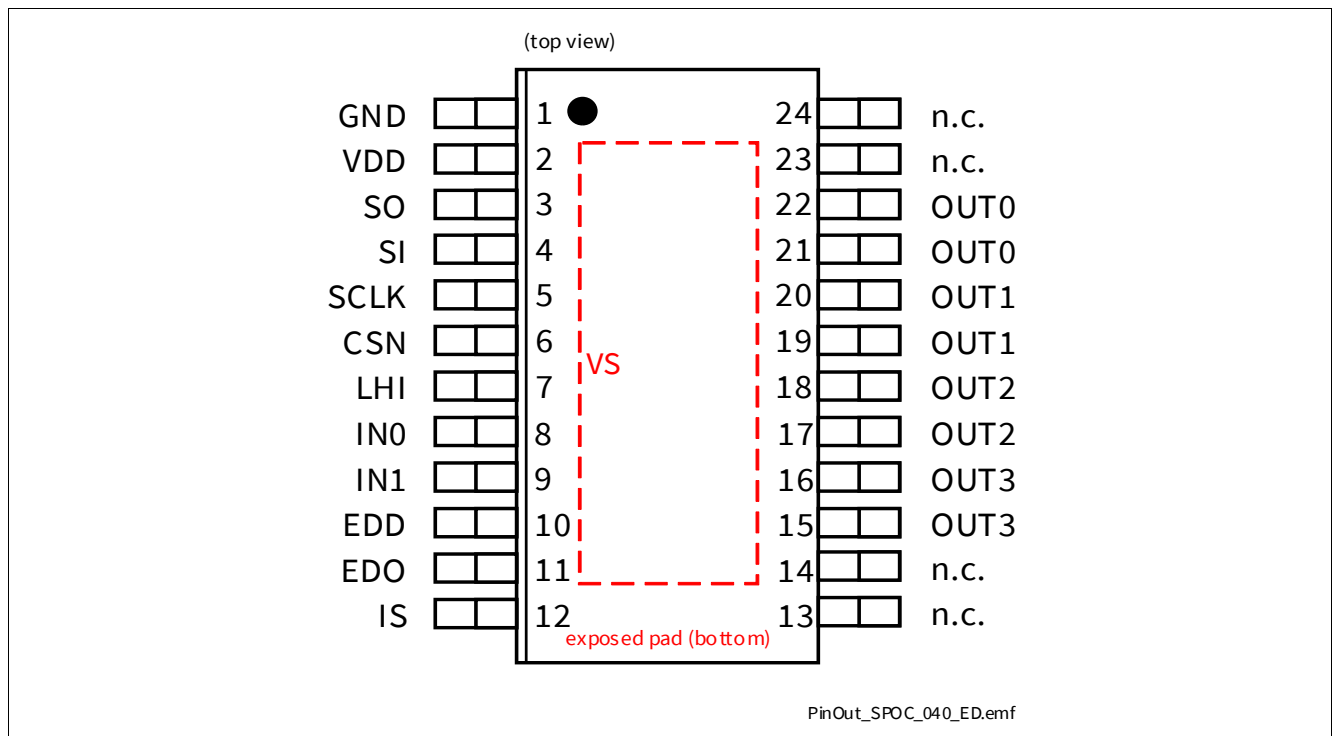 (top view)
GND 1 24 n.c.
VDD 2 23 n.c.
SO 3 22 OUT0
SI 4 21 OUT0
SCLK 5 20 OUT1
CSN 6 19 OUT1
VS
LHI 7 18 OUT2
IN0 8 17 OUT2
IN1 9 16 OUT3
EDD 10 15 OUT3
EDO 11 14 n.c.
IS 12 13 n.c.
exposed pad (bottom)
PinOut_SPOC_040_ED.emf